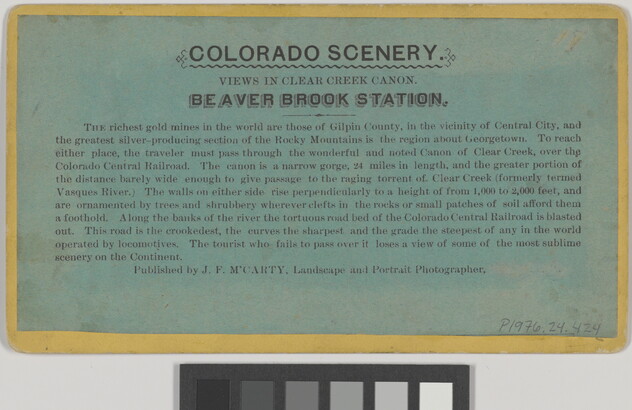 COLORADO SCENERY.
VIEWS IN CLEAR CREEK CANON.
BEAVER BROOK STATION.
THE richest gold mines in the world are those of Gilpin County, in the vicinity of Central City, and
the greatest silver-producing section of the Rocky Mountains is the region about Georgetown. To reach
either place, the traveler must pass through the wonderful and noted Canon of Clear Creek, over the
Colorado Central Railroad. The canon is a narrow gorge, 24 miles in length, and the greater portion of
the distance barely wide enough to give passage to the raging torrent of Clear Creek (formerly termed
Vasques River.) The walls on either side rise perpendicularly to a height of from 1,000 to 2,000 feet, and
are ornamented by trees and shrubbery wherever clefts in the rocks or small patches of soil afford them
a foothold. Along the banks of the river the tortuous road bed of the Colorado Central Railroad is blasted
out. This road is the crookedest, the curves the sharpest and the grade the steepest of any in the world
operated by locomotives. The tourist who fails to pass over it loses a view of some of the most sublime
scenery on the Continent.
Published by J. F. M'CARTY, Landscape and Portrait Photographer,
P1976.24.424